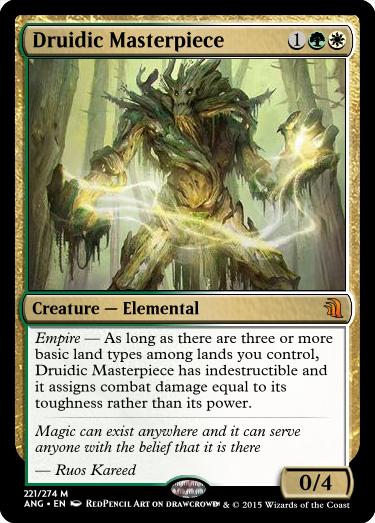 Druidic Masterpiece 1
Creature — Elemental
Empire — As long as there are three or more
basic land types among lands you control,
Druidic Masterpiece has indestructible and
it assigns combat damage equal to its
toughness rather than its power.
Magic can exist anywhere and it can serve
anyone with the belief that it is there
— Ruos Kareed
0/4
221/274 M
ANG • EN RedPencil Art on drawcrowd ™ & © 2015 Wizards of the Coast